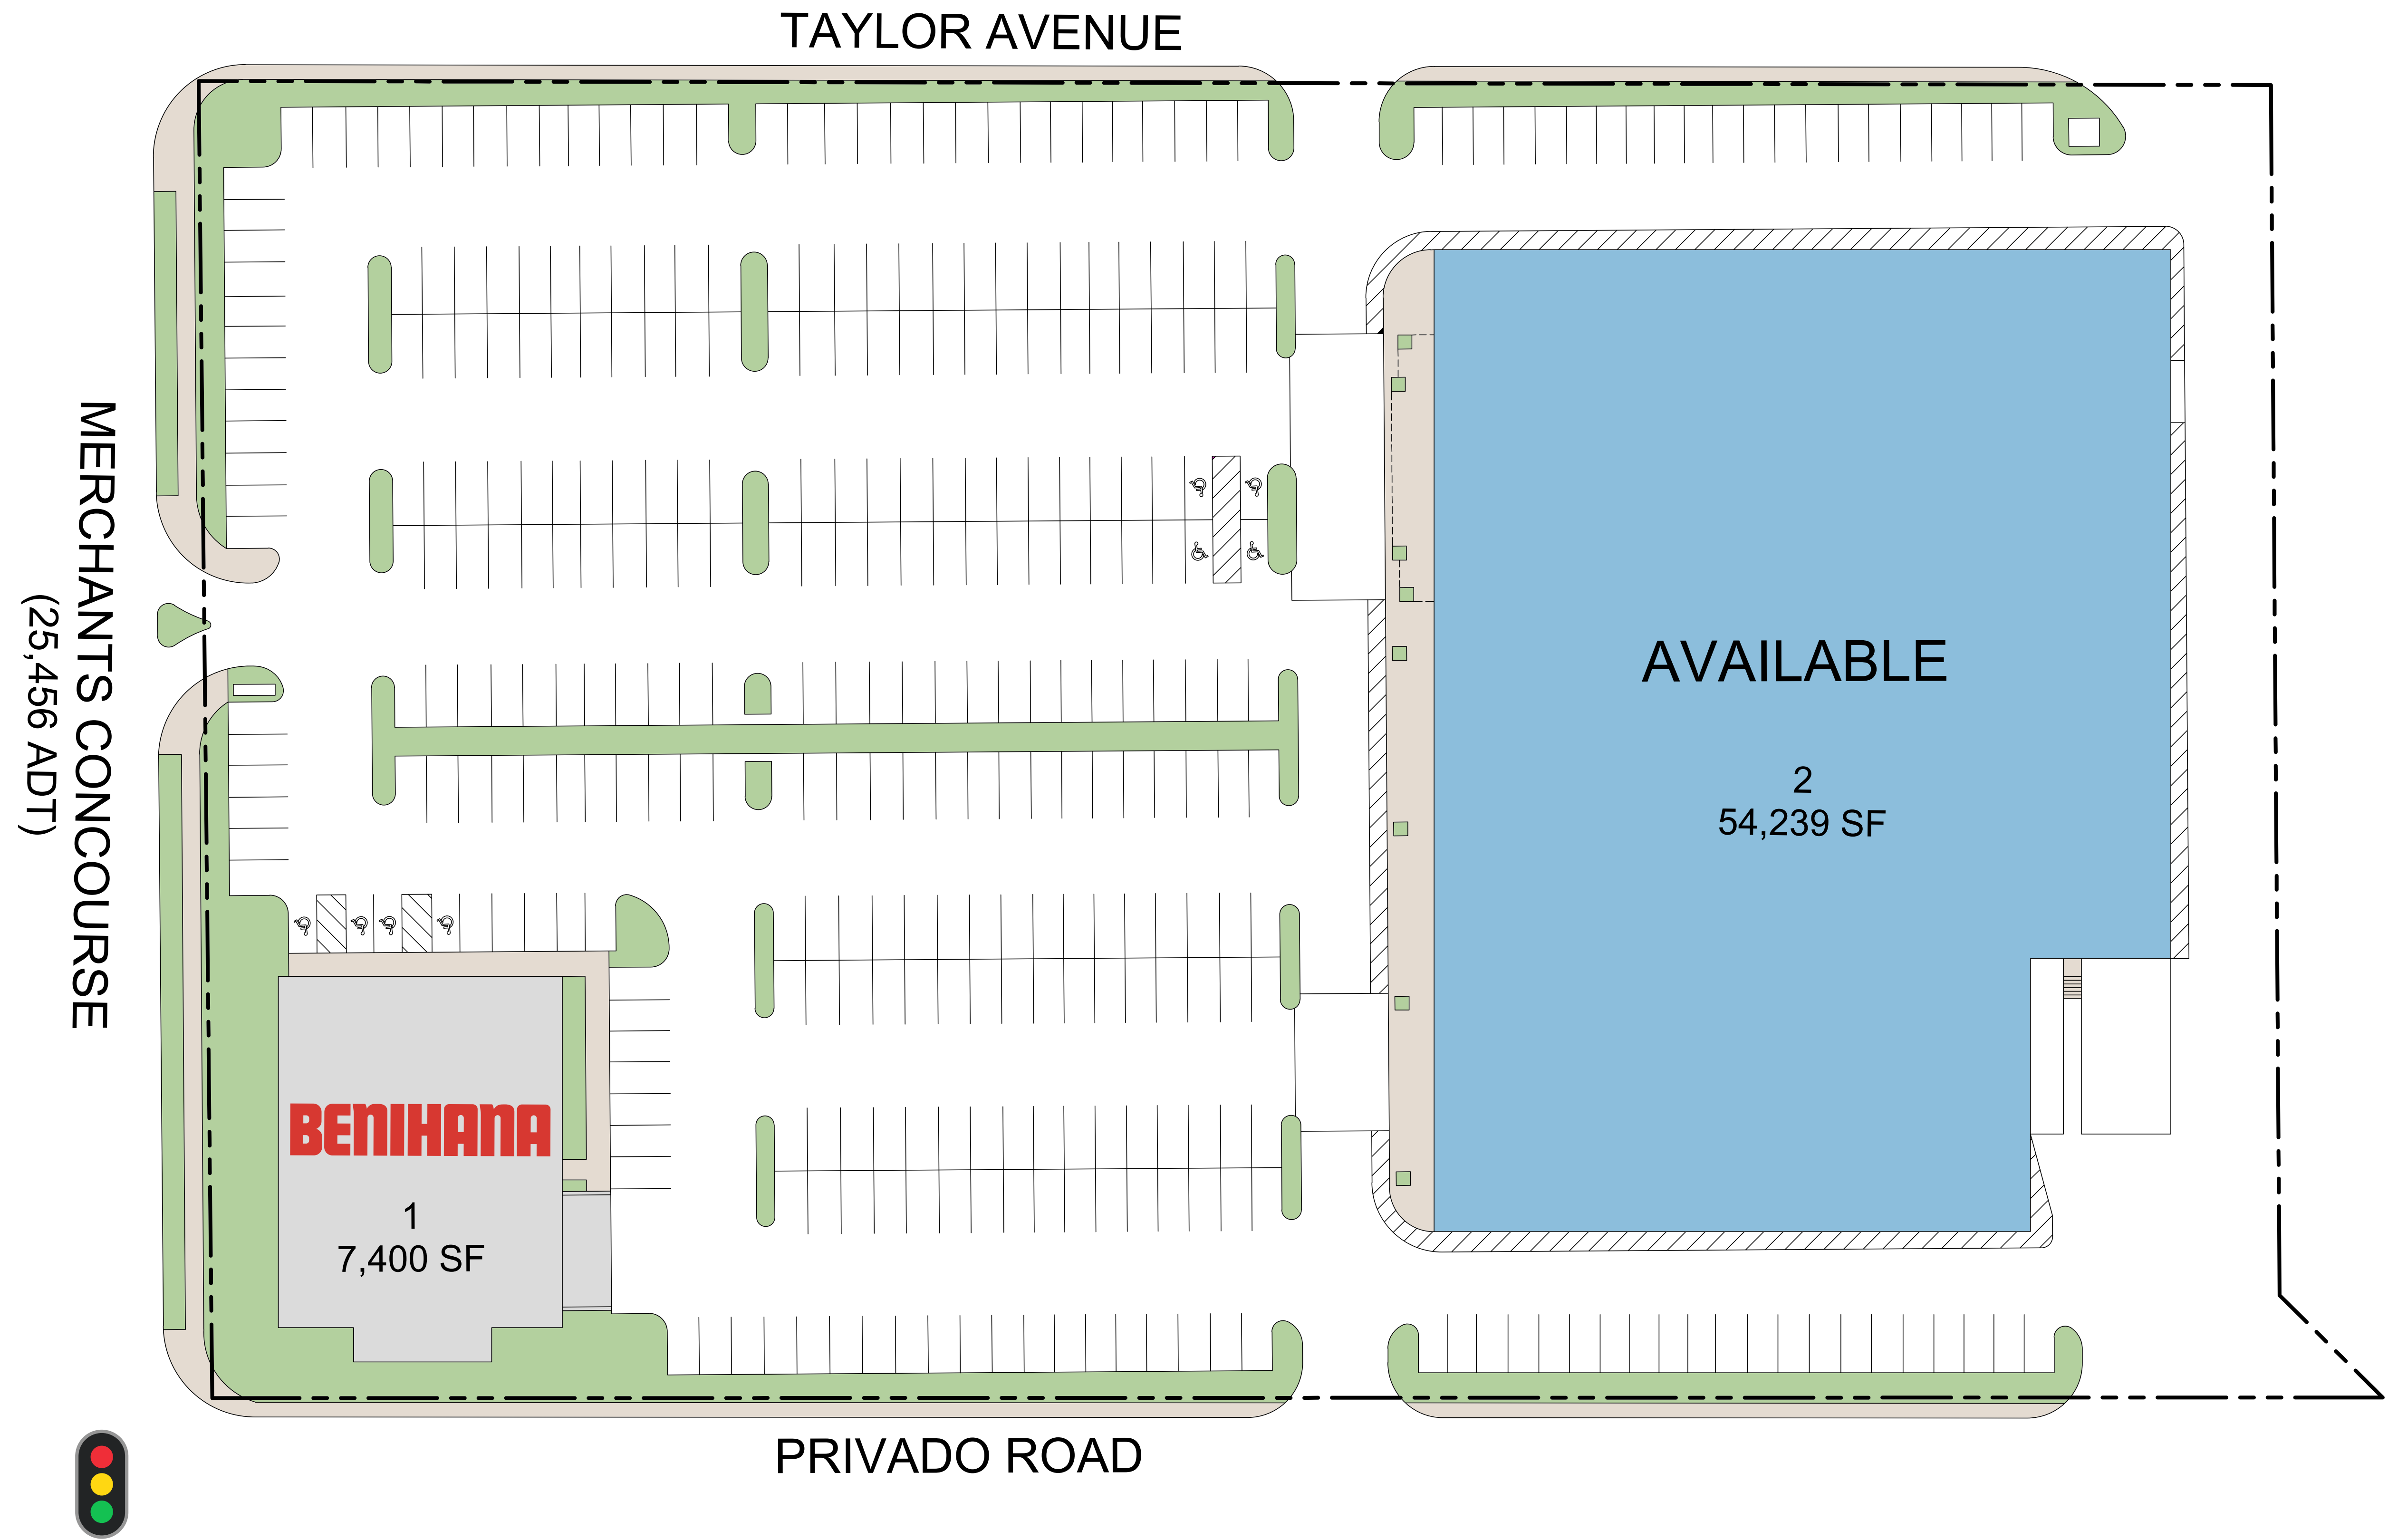 TAYLOR AVENUE
MERCHANTS CONCOURSE
(25,456 ADT)
AVAILABLE
2
54,239 SF
BENIHANA
1
7,400 SF
PRIVADO ROAD